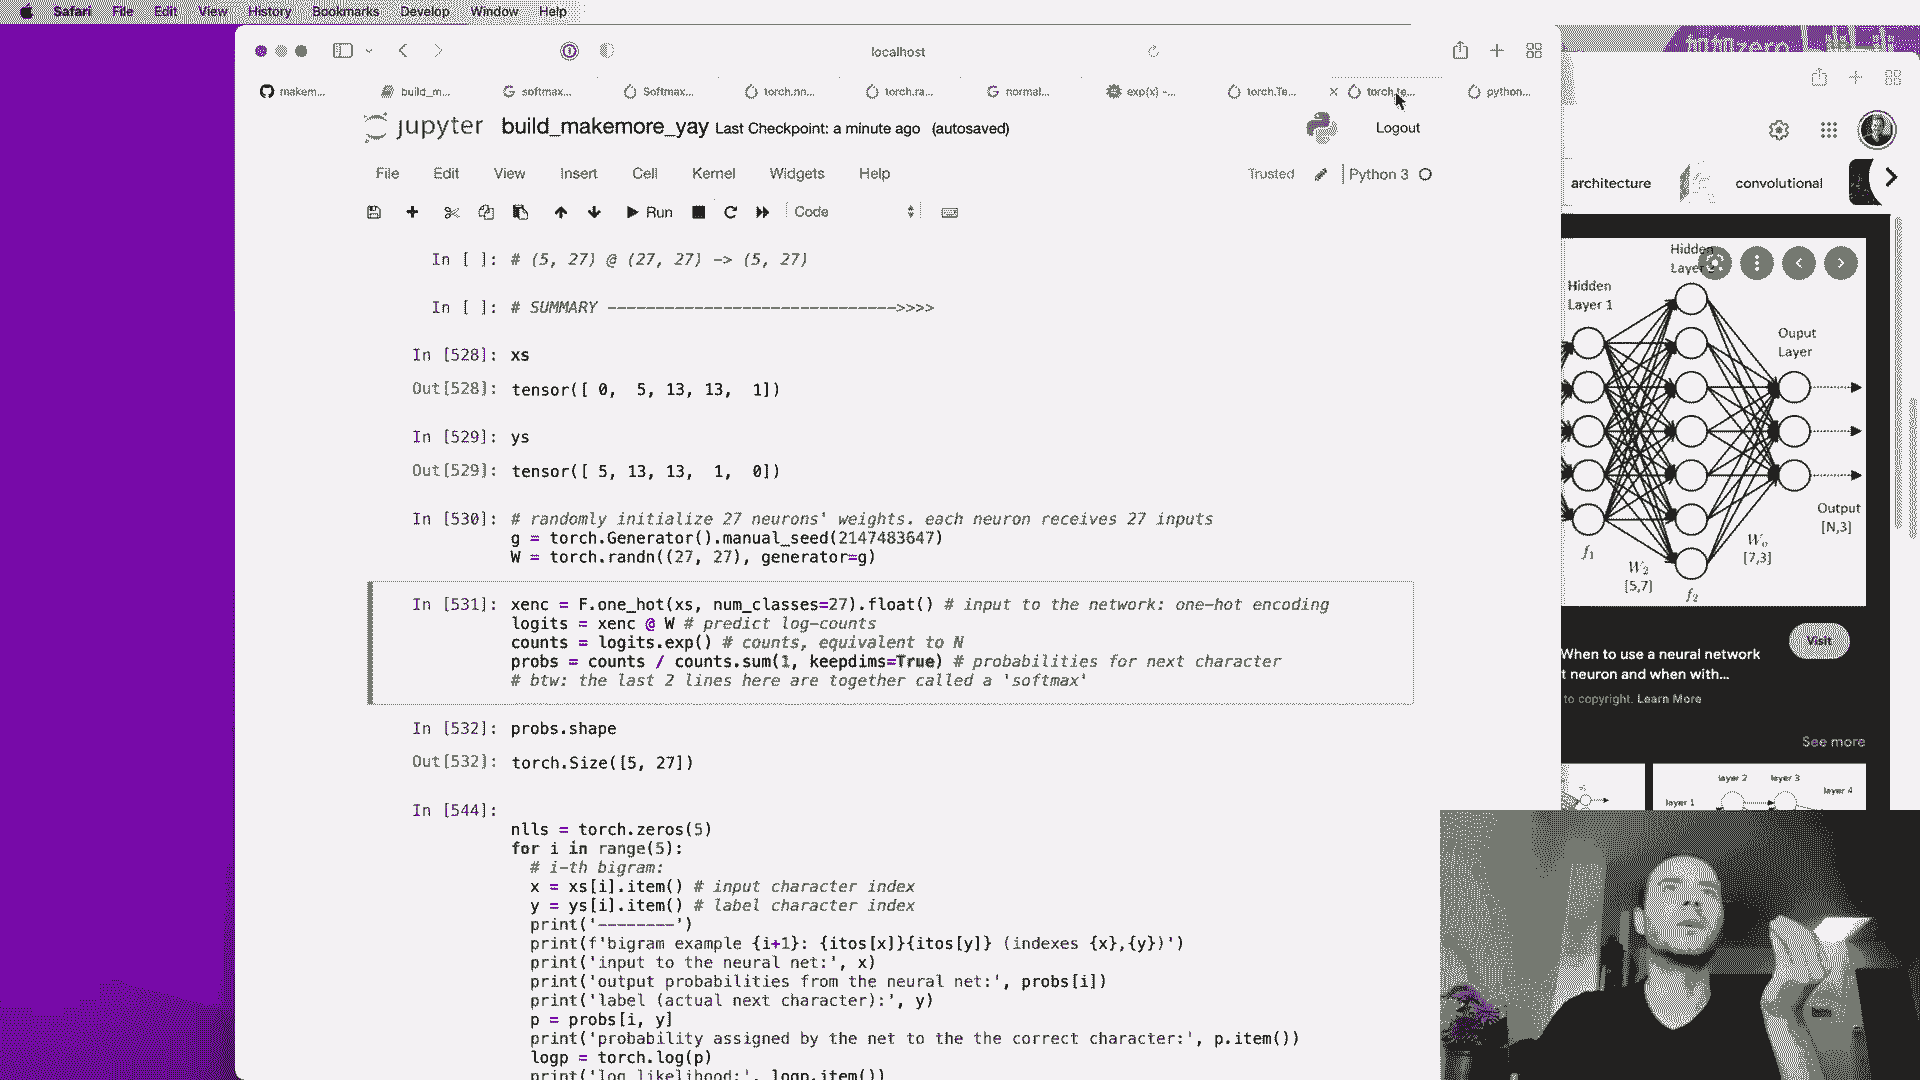 Safari File Edit View History Bookmarks Develop Window Help
localhost
makem... build_m... softmax... Softmax... torch.nn... torch.ra... normal... exp(x) -... torch.Te... torch.te... python...
jupyter build_makemore_yay Last Checkpoint: a minute ago (autosaved) Logout
File Edit View Insert Cell Kernel Widgets Help Trusted Python 3
Run Code
In [ ]: # (5, 27) @ (27, 27) -> (5, 27)
In [ ]: # SUMMARY ------------------------------>>>>
In [528]: xs
Out[528]: tensor([ 0,  5, 13, 13,  1])
In [529]: ys
Out[529]: tensor([ 5, 13, 13,  1,  0])
In [530]: # randomly initialize 27 neurons' weights. each neuron receives 27 inputs
g = torch.Generator().manual_seed(2147483647)
W = torch.randn((27, 27), generator=g)
In [531]: xenc = F.one_hot(xs, num_classes=27).float() # input to the network: one-hot encoding
logits = xenc @ W # predict log-counts
counts = logits.exp() # counts, equivalent to N
probs = counts / counts.sum(1, keepdims=True) # probabilities for next character
# btw: the last 2 lines here are together called a 'softmax'
In [532]: probs.shape
Out[532]: torch.Size([5, 27])
In [544]:
nlls = torch.zeros(5)
for i in range(5):
# i-th bigram:
x = xs[i].item() # input character index
y = ys[i].item() # label character index
print('--------')
print(f'bigram example {i+1}: {itos[x]}{itos[y]} (indexes {x},{y})')
print('input to the neural net:', x)
print('output probabilities from the neural net:', probs[i])
print('label (actual next character):', y)
p = probs[i, y]
print('probability assigned by the net to the the correct character:', p.item())
logp = torch.log(p)
print('log likelihood:', logp.item())
architecture convolutional
Hidden
Layer 2
Hidden
Layer 1
Ouput
Layer
Output
[N,3]
f1
W2
[5,7]
f2
Wo
[7,3]
Visit
When to use a neural network
t neuron and when with...
to copyright. Learn More
See more
layer 1 layer 2 layer 3 layer 4